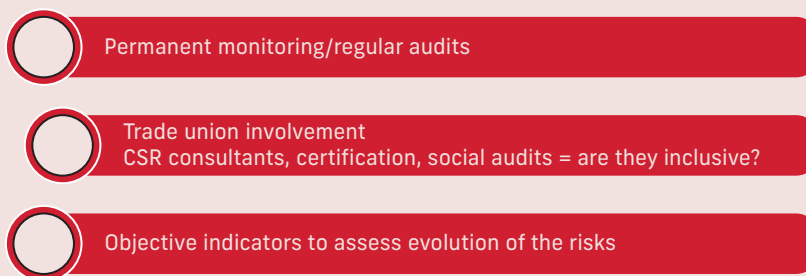 Permanent monitoring/regular audits
Trade union involvement
CSR consultants, certification, social audits = are they inclusive?
Objective indicators to assess evolution of the risks